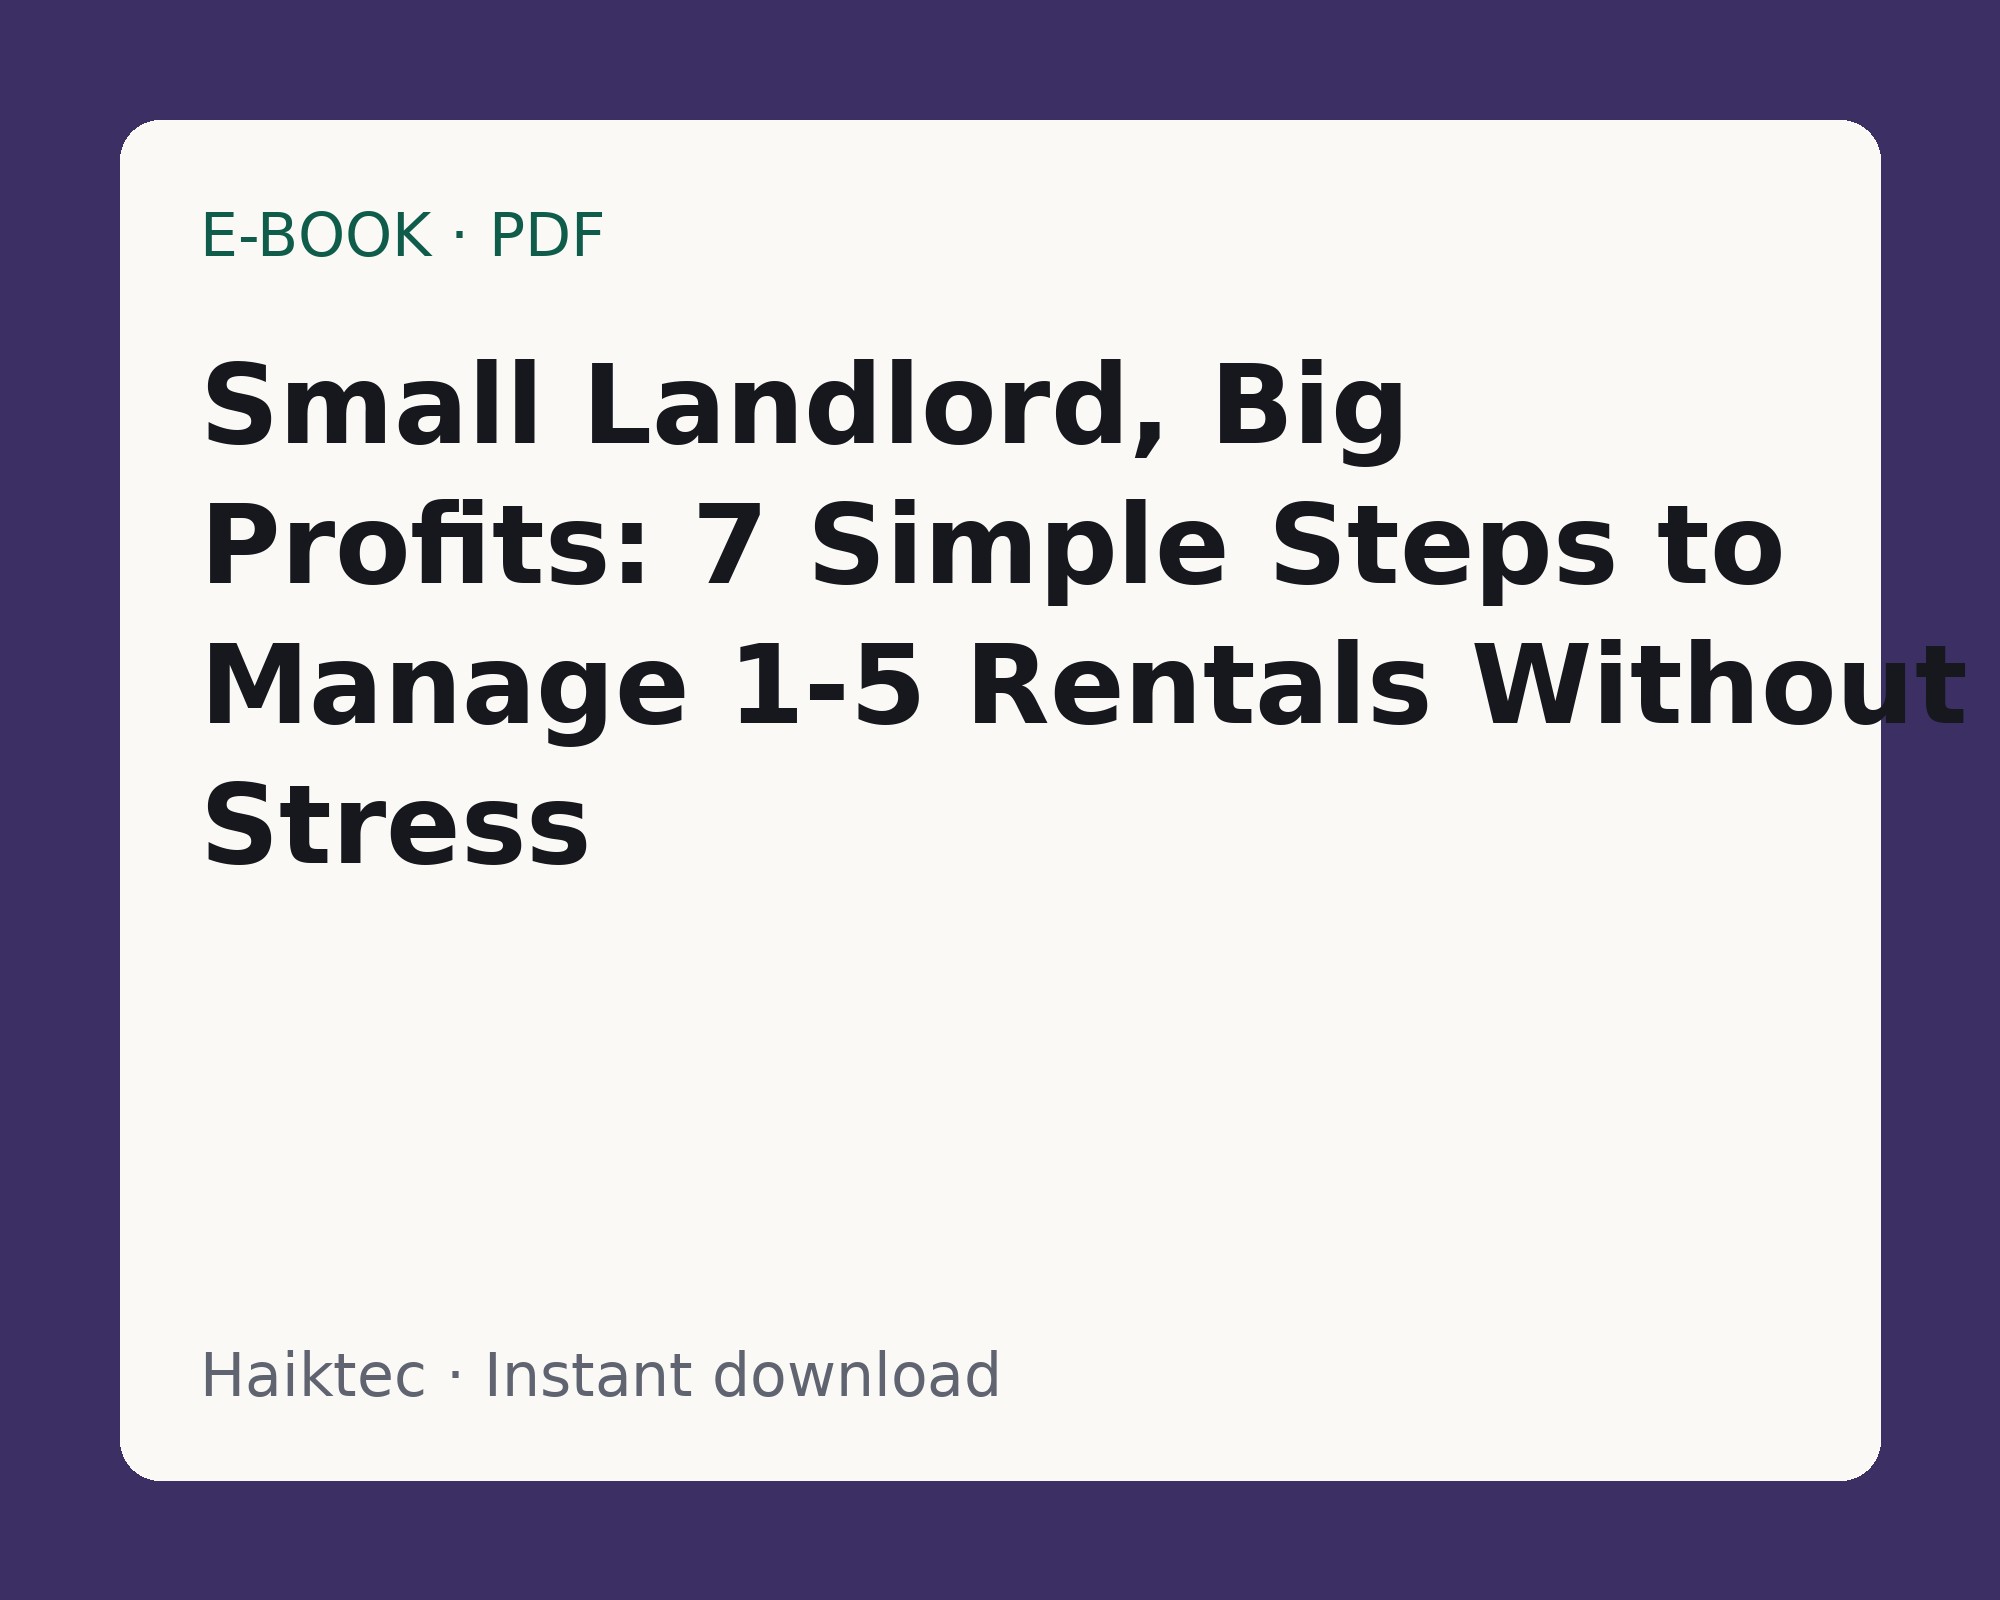 E-BOOK · PDF
Small Landlord, Big
Profits: 7 Simple Steps to
Manage 1-5 Rentals Without
Stress
Haiktec · Instant download